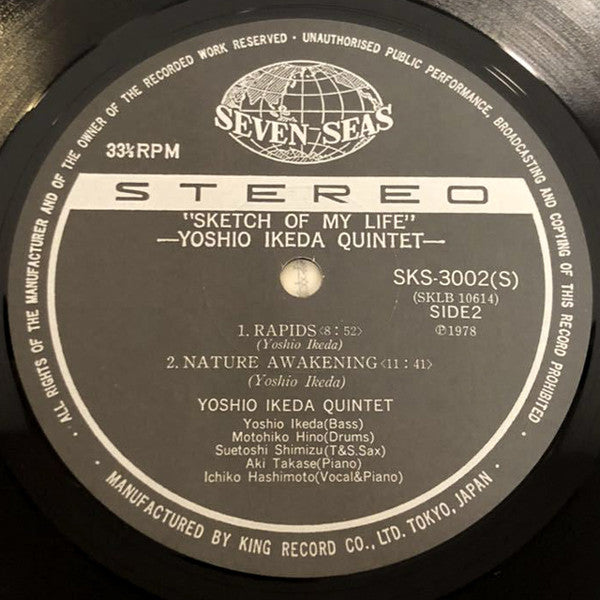 ALL RIGHTS OF THE MANUFACTURER AND OF THE OWNER OF THE RECORDED WORK RESERVED · UNAUTHORISED PUBLIC PERFORMANCE, BROADCASTING AND COPYING OF THIS RECORD PROHIBITED ·
SEVEN SEAS
33⅓RPM
STEREO
"SKETCH OF MY LIFE"
—YOSHIO IKEDA QUINTET—
SKS-3002(S)
(SKLB 10614)
SIDE2
℗1978
1. RAPIDS<8:52>
(Yoshio Ikeda)
2. NATURE AWAKENING<11:41>
(Yoshio Ikeda)
YOSHIO IKEDA QUINTET
Yoshio Ikeda(Bass)
Motohiko Hino(Drums)
Suetoshi Shimizu(T&S.Sax)
Aki Takase(Piano)
Ichiko Hashimoto(Vocal&Piano)
· MANUFACTURED BY KING RECORD CO., LTD. TOKYO, JAPAN ·